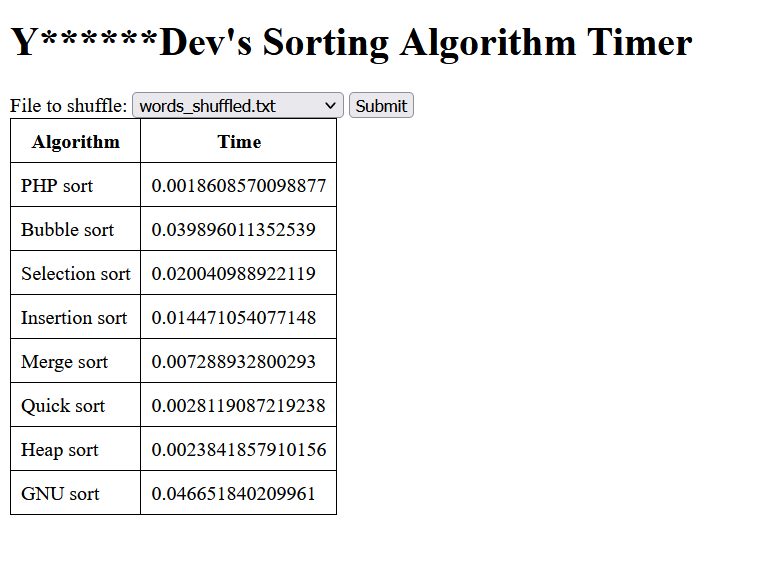 Y******Dev's Sorting Algorithm Timer
File to shuffle: words_shuffled.txt Submit
Algorithm Time
PHP sort 0.0018608570098877
Bubble sort 0.039896011352539
Selection sort 0.020040988922119
Insertion sort 0.014471054077148
Merge sort 0.007288932800293
Quick sort 0.0028119087219238
Heap sort 0.0023841857910156
GNU sort 0.046651840209961